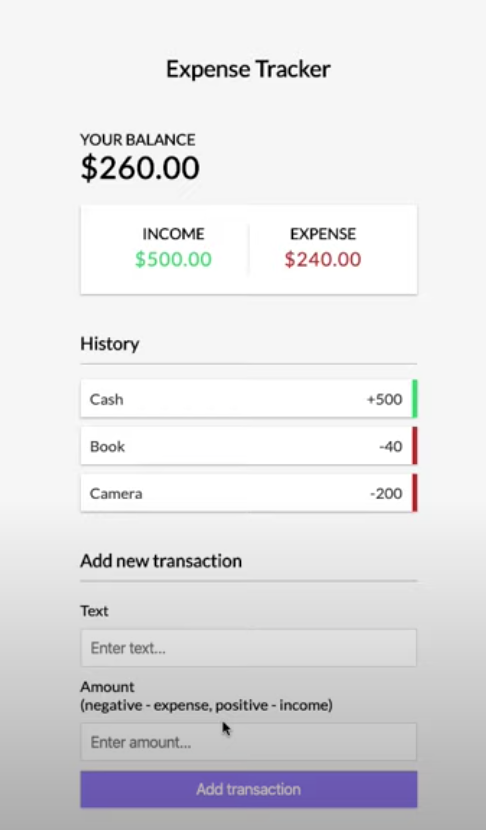 Expense Tracker
YOUR BALANCE
$260.00
INCOME
EXPENSE
$500.00
$240.00
History
Cash
+500
Book
-40
Camera
-200
Add new transaction
Text
Enter text...
Amount
(negative - expense, positive - income)
Enter amount...
Add transaction